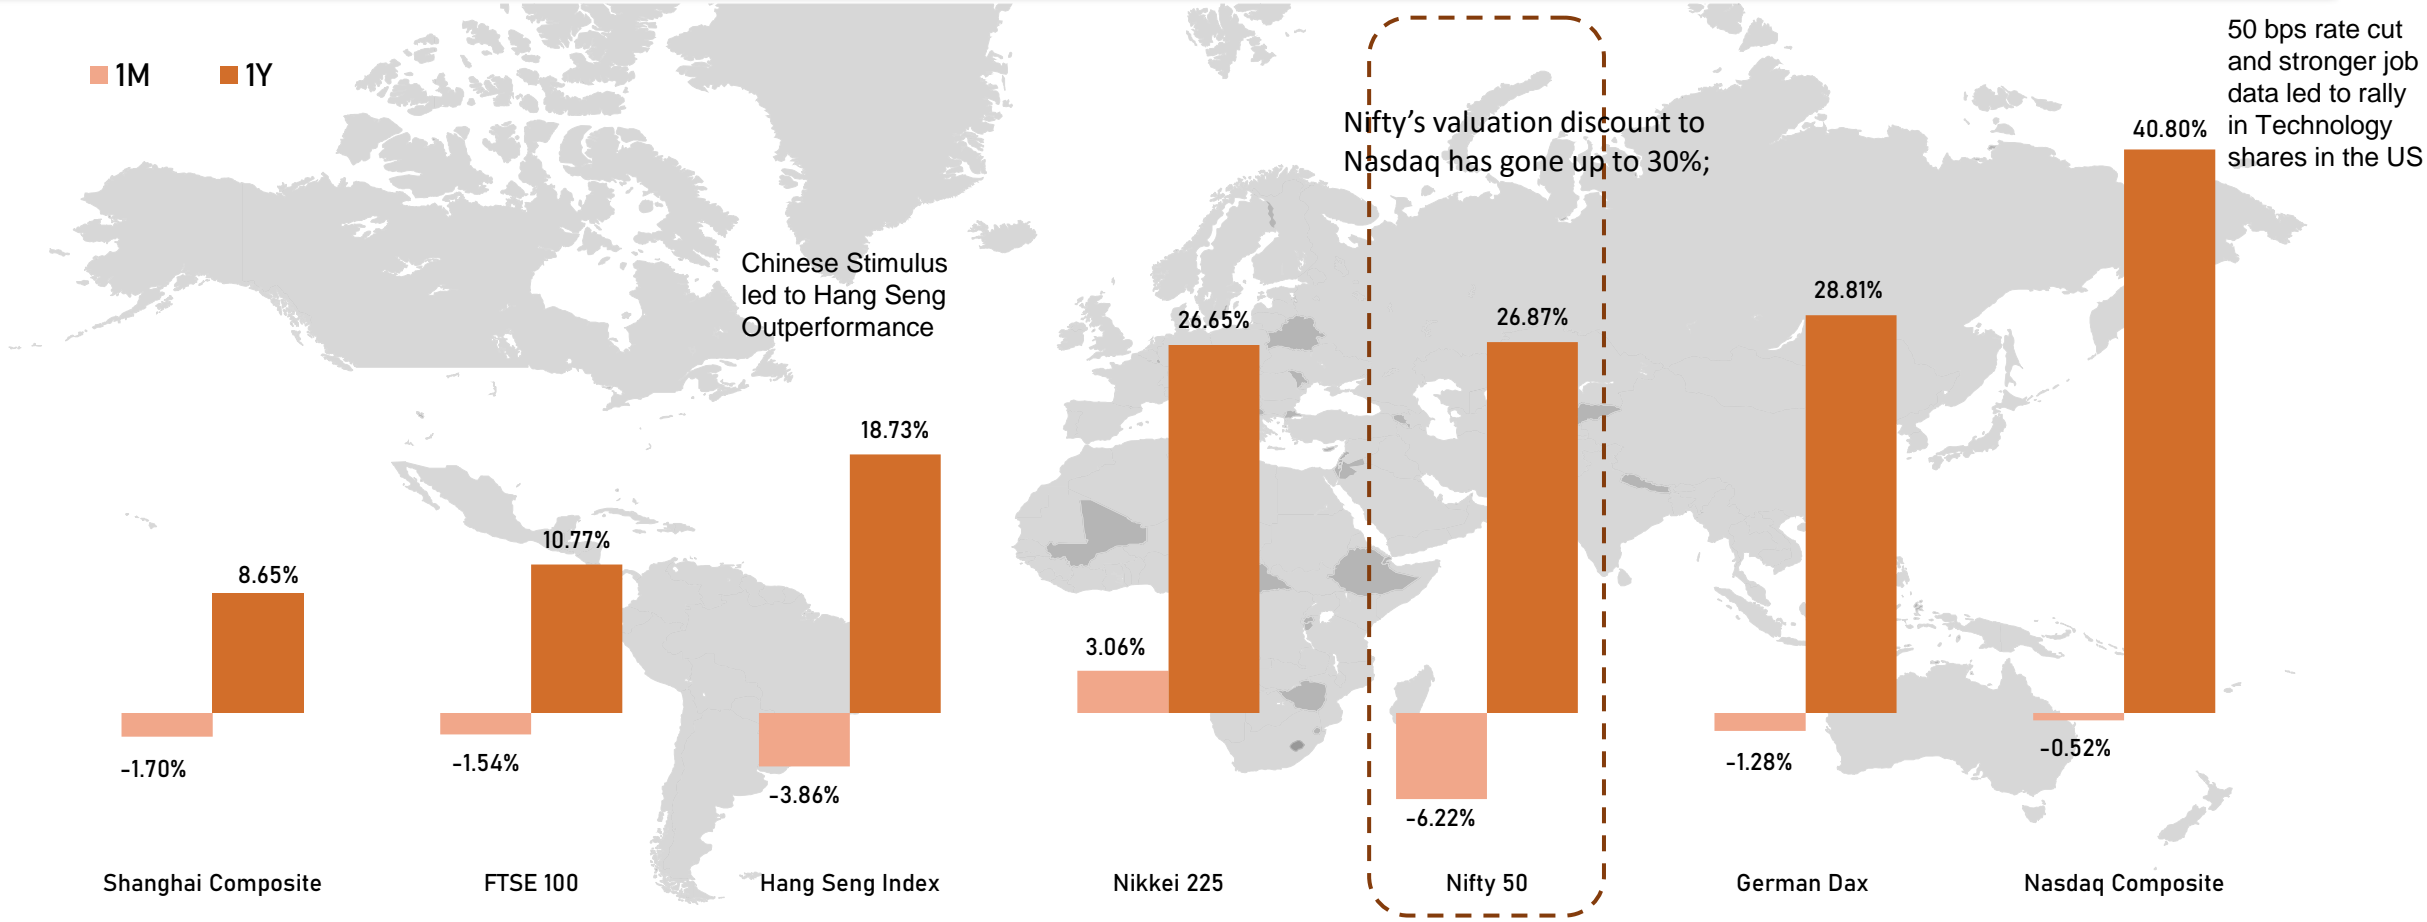 1M
1Y
50 bps rate cut
and stronger job
data led to rally
in Technology
shares in the US
Nifty’s valuation discount to
Nasdaq has gone up to 30%;
Chinese Stimulus
led to Hang Seng
Outperformance
8.65%
-1.70%
10.77%
-1.54%
18.73%
-3.86%
26.65%
3.06%
26.87%
-6.22%
28.81%
-1.28%
40.80%
-0.52%
Shanghai Composite
FTSE 100
Hang Seng Index
Nikkei 225
Nifty 50
German Dax
Nasdaq Composite